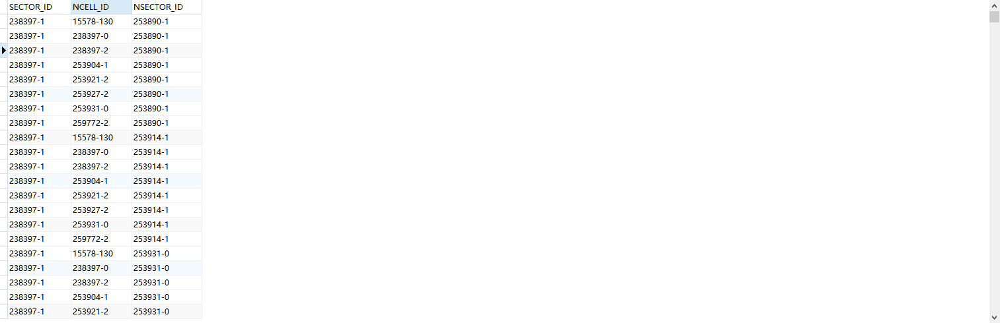 SECTOR_ID NCELL_ID NSECTOR_ID
238397-1 15578-130 253890-1
238397-1 238397-0 253890-1
238397-1 238397-2 253890-1
238397-1 253904-1 253890-1
238397-1 253921-2 253890-1
238397-1 253927-2 253890-1
238397-1 253931-0 253890-1
238397-1 259772-2 253890-1
238397-1 15578-130 253914-1
238397-1 238397-0 253914-1
238397-1 238397-2 253914-1
238397-1 253904-1 253914-1
238397-1 253921-2 253914-1
238397-1 253927-2 253914-1
238397-1 253931-0 253914-1
238397-1 259772-2 253914-1
238397-1 15578-130 253931-0
238397-1 238397-0 253931-0
238397-1 238397-2 253931-0
238397-1 253904-1 253931-0
238397-1 253921-2 253931-0